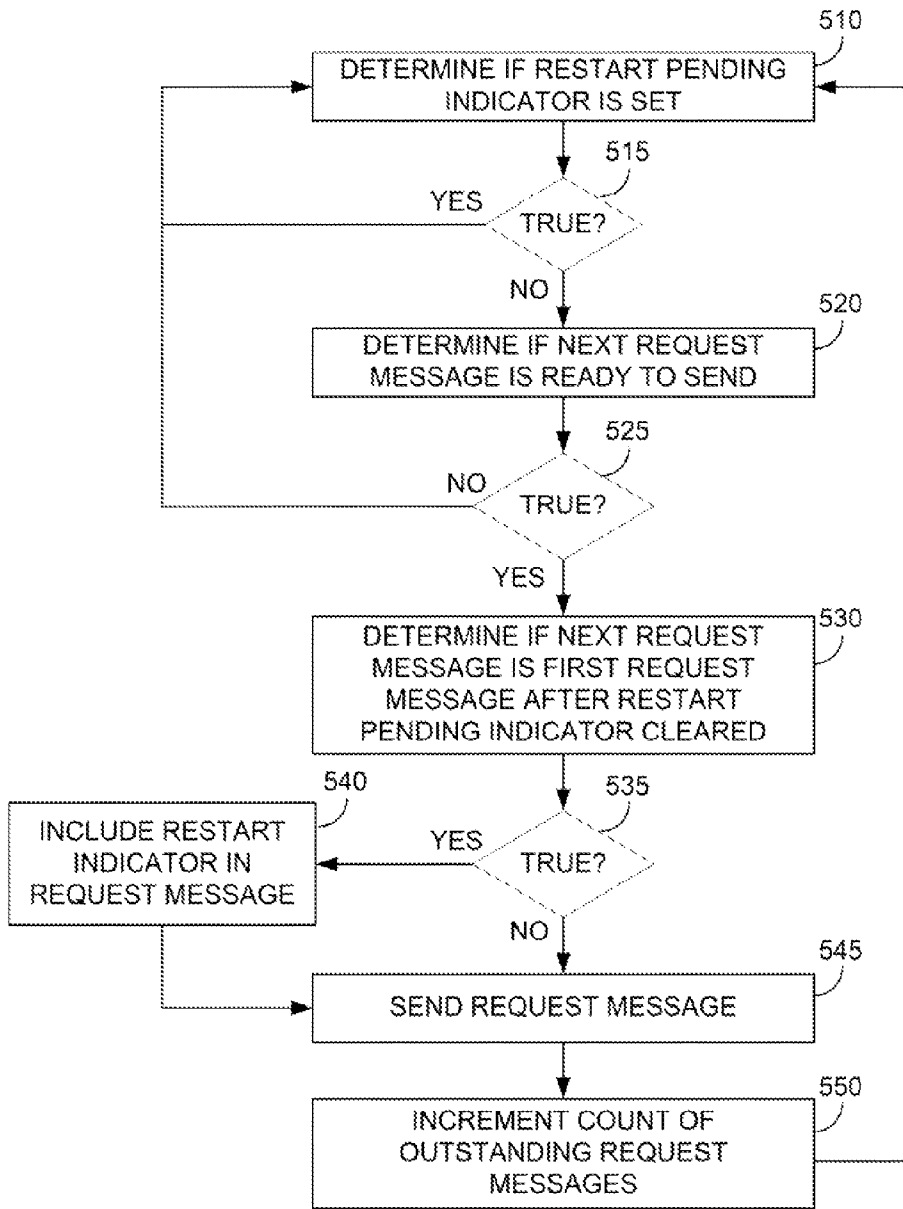 510
DETERMINE IF RESTART PENDING
INDICATOR IS SET
515
YES
TRUE?
NO
520
DETERMINE IF NEXT REQUEST
MESSAGE IS READY TO SEND
525
NO
TRUE?
YES
530
DETERMINE IF NEXT REQUEST
MESSAGE IS FIRST REQUEST
MESSAGE AFTER RESTART
PENDING INDICATOR CLEARED
540
535
INCLUDE RESTART
INDICATOR IN
REQUEST MESSAGE
YES
TRUE?
NO
545
SEND REQUEST MESSAGE
550
INCREMENT COUNT OF
OUTSTANDING REQUEST
MESSAGES